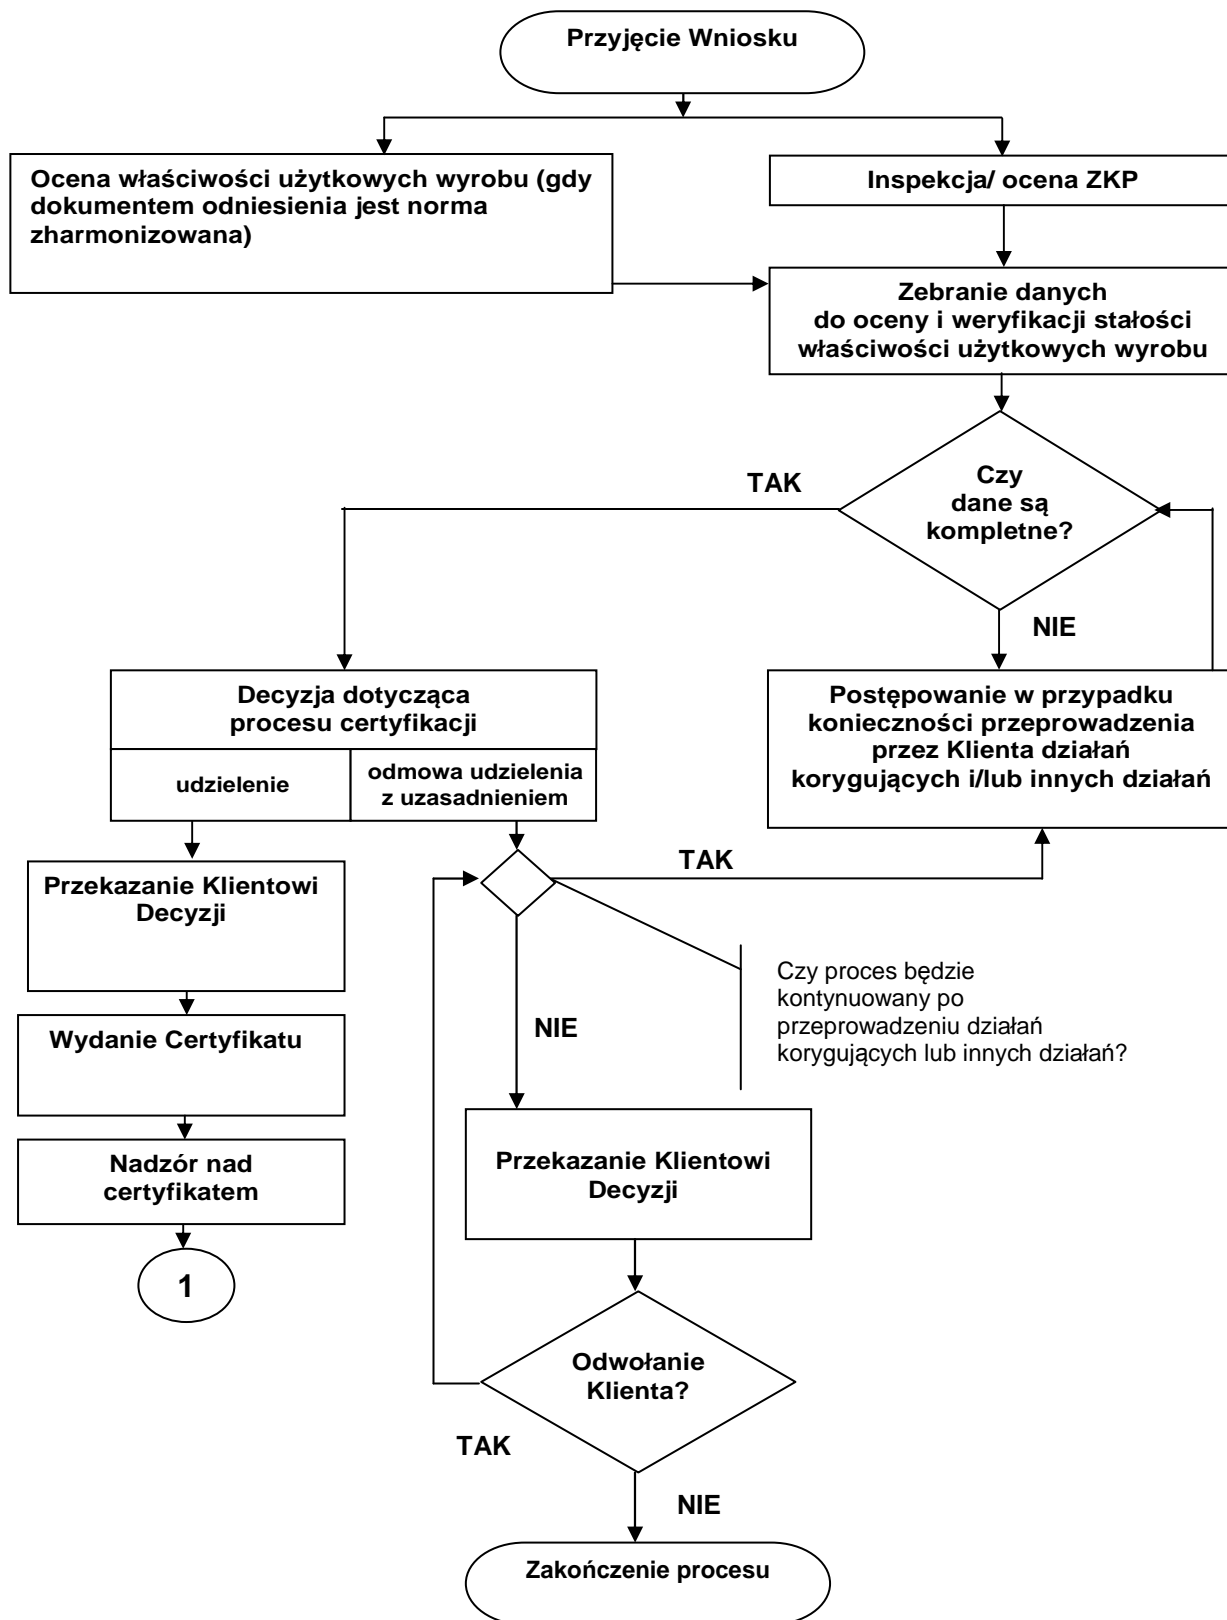 Przyjęcie Wniosku
Ocena właściwości użytkowych wyrobu (gdy
dokumentem odniesienia jest norma
zharmonizowana)
Inspekcja/ ocena ZKP
Zebranie danych
do oceny i weryfikacji stałości
właściwości użytkowych wyrobu
Czy
dane są
kompletne?
TAK
NIE
Decyzja dotycząca
procesu certyfikacji
udzielenie
odmowa udzielenia
z uzasadnieniem
Postępowanie w przypadku
konieczności przeprowadzenia
przez Klienta działań
korygujących i/lub innych działań
TAK
Przekazanie Klientowi
Decyzji
Czy proces będzie
kontynuowany po
przeprowadzeniu działań
korygujących lub innych działań?
NIE
Wydanie Certyfikatu
Nadzór nad
certyfikatem
1
Przekazanie Klientowi
Decyzji
Odwołanie
Klienta?
TAK
NIE
Zakończenie procesu